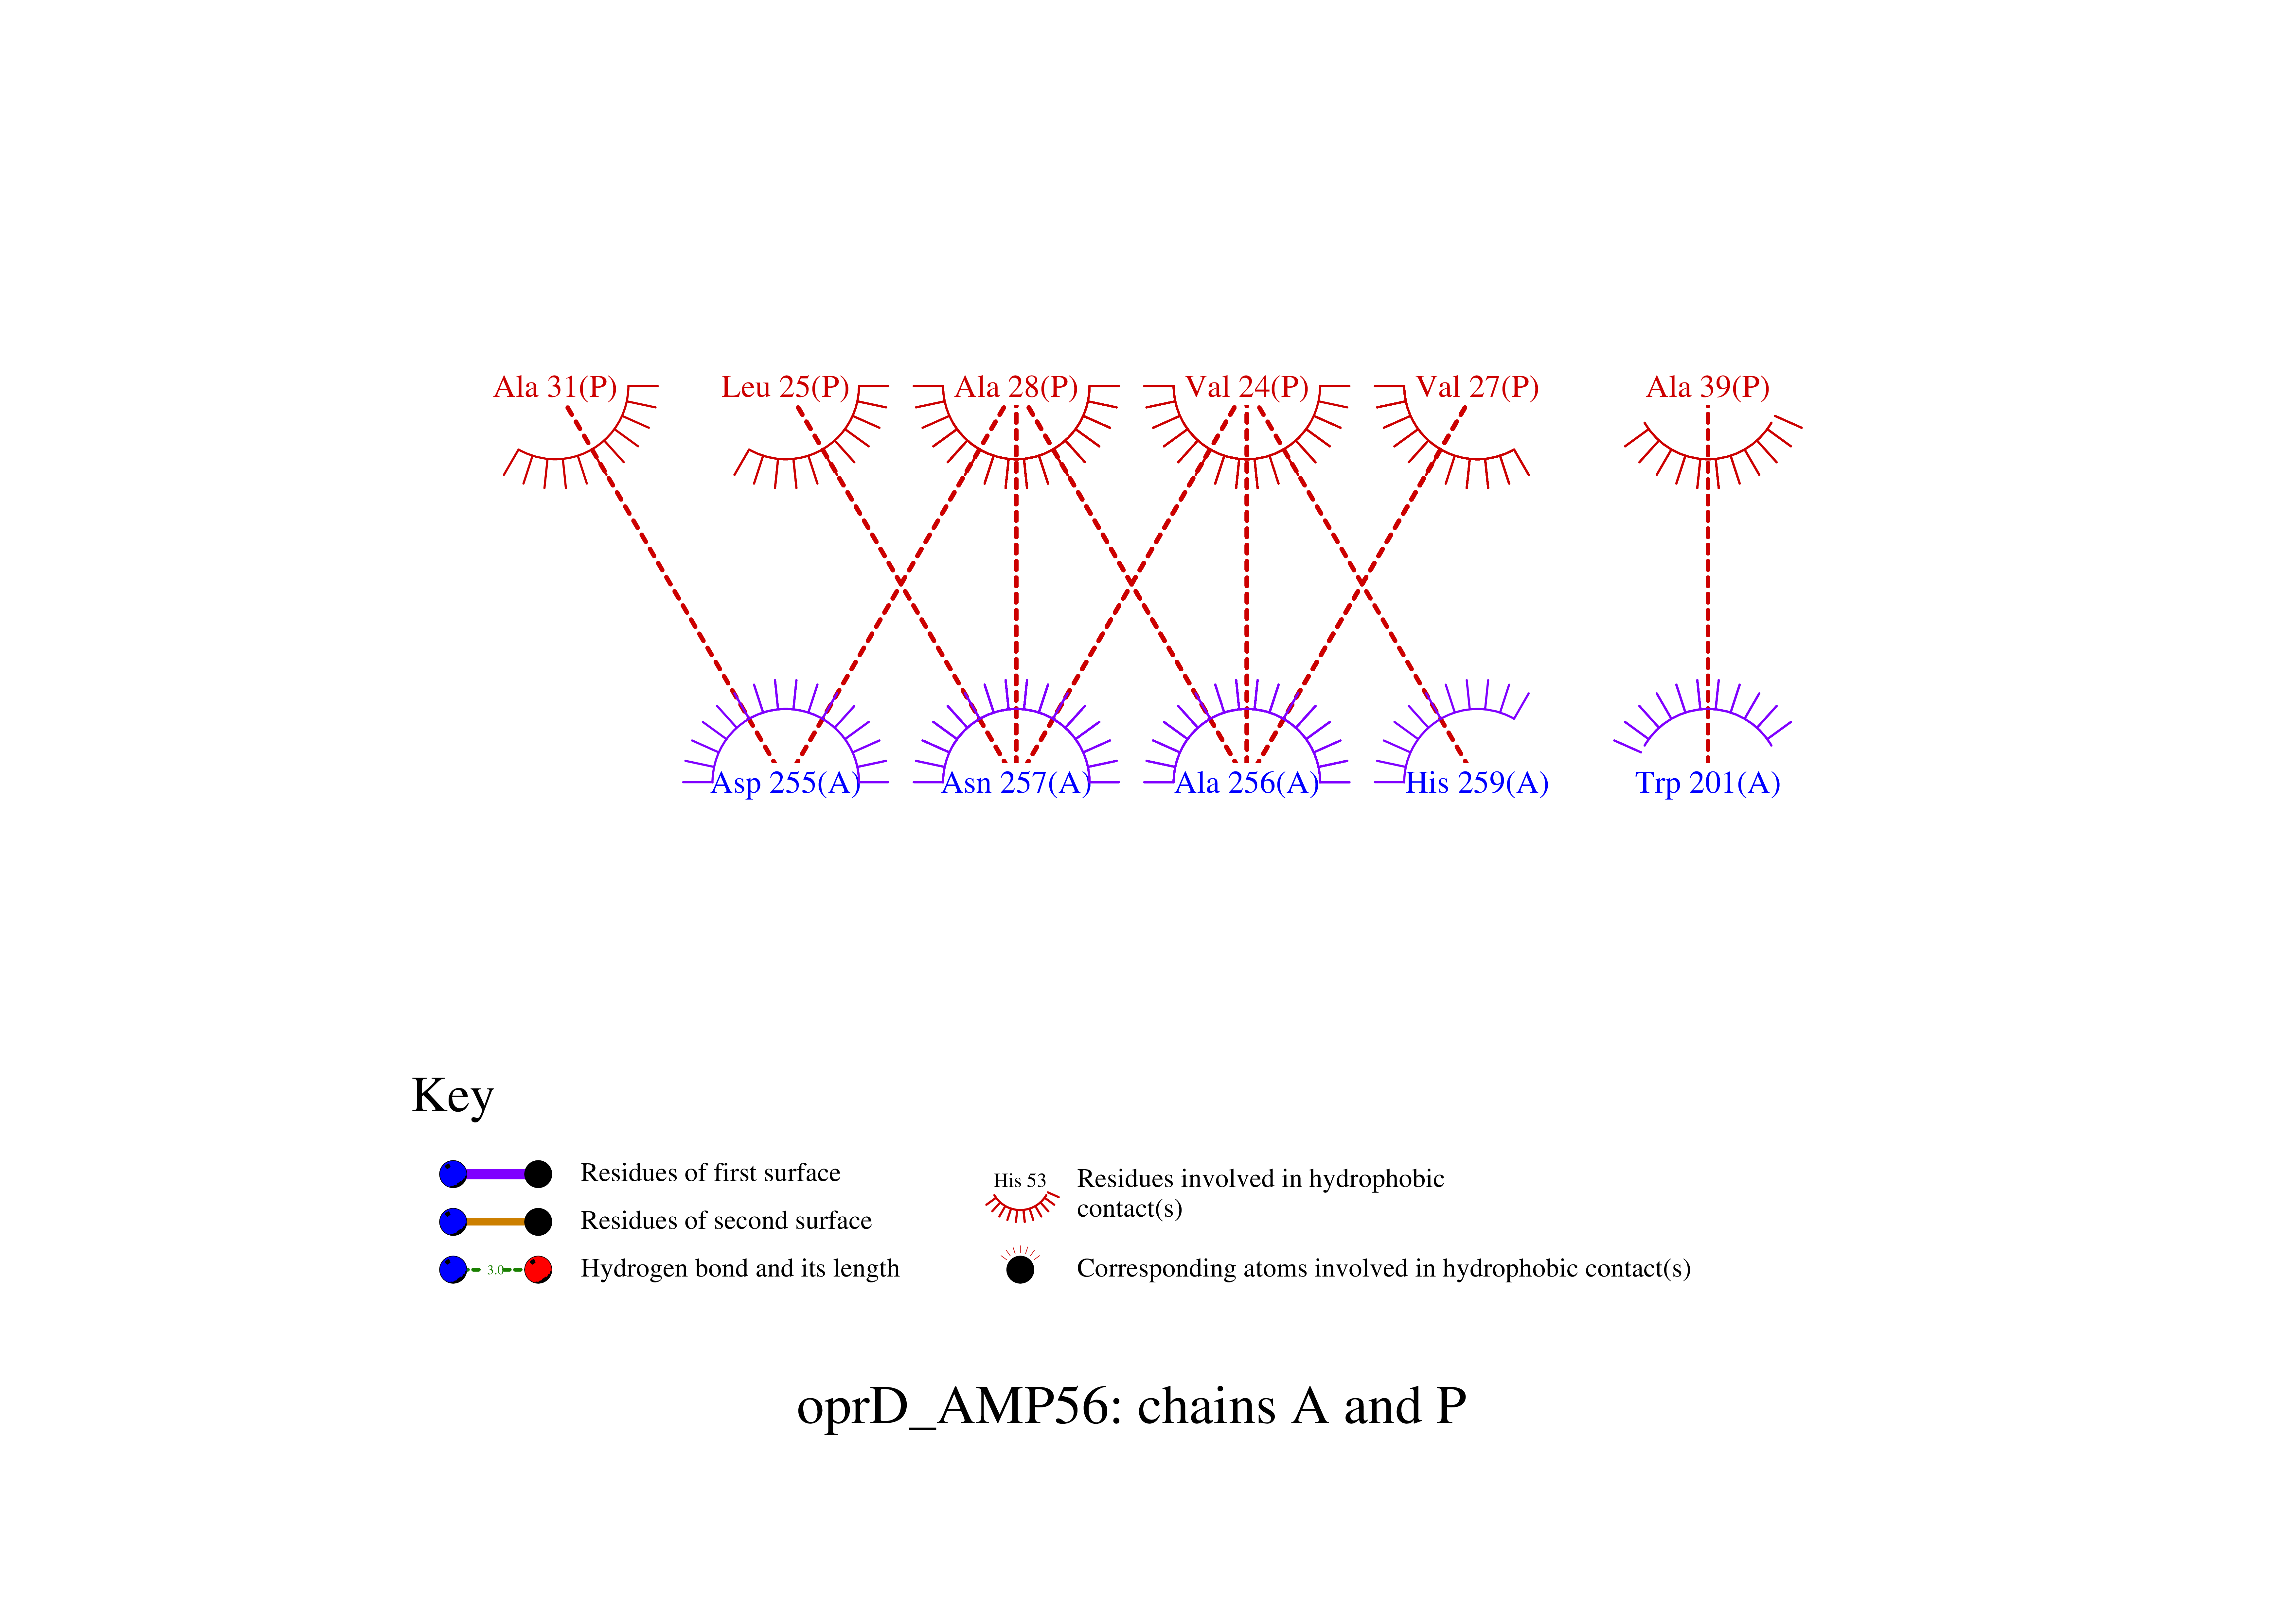 Ala 31(P) Leu 25(P) Ala 28(P) Val 24(P) Val 27(P) Ala 39(P)
Asp 255(A) Asn 257(A) Ala 256(A) His 259(A) Trp 201(A)
Key
Residues of first surface
Residues of second surface
3.0 Hydrogen bond and its length
His 53 Residues involved in hydrophobic
contact(s)
Corresponding atoms involved in hydrophobic contact(s)
oprD_AMP56: chains A and P